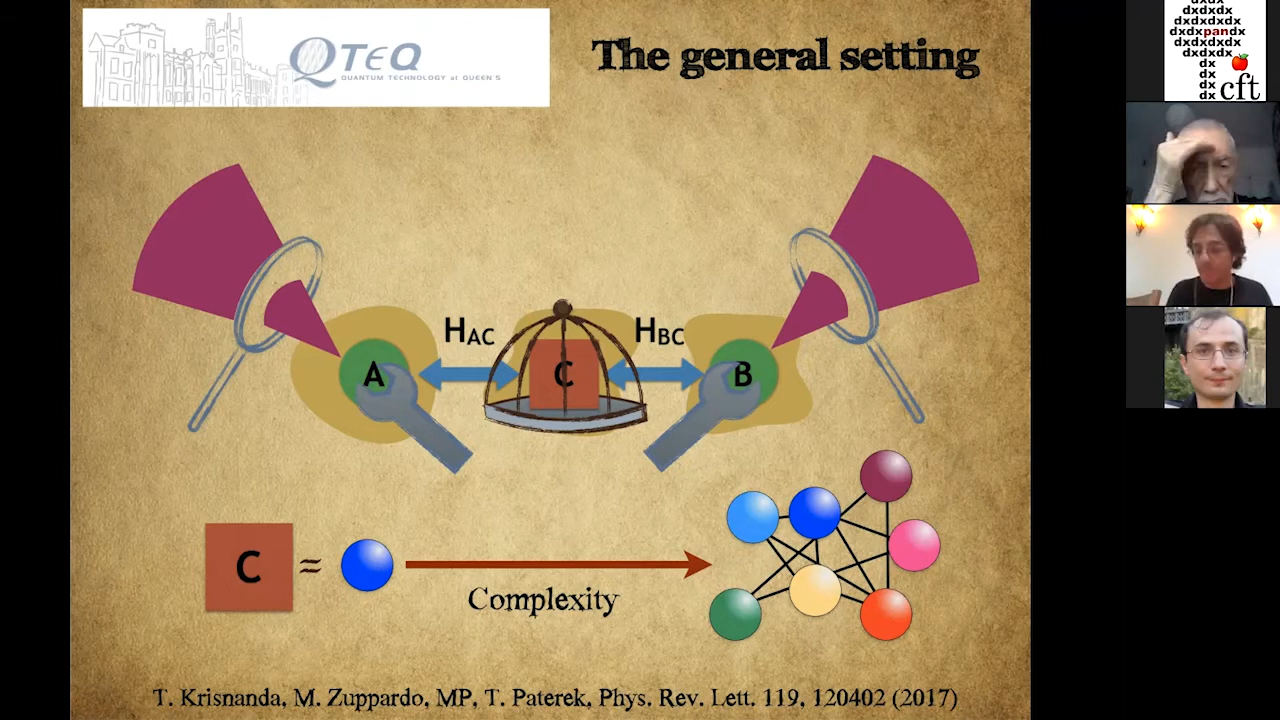 QTEQ
QUANTUM TECHNOLOGY at QUEEN'S
The general setting
HAC
HBC
A
C
B
C ≈
Complexity
T. Krisnanda, M. Zuppardo, MP, T. Paterek, Phys. Rev. Lett. 119, 120402 (2017)
dxdxdx
dxdxdxdx
dxdxpandx
dxdxdxdx
dxdxdx
dx
dx
dx
dx
cft